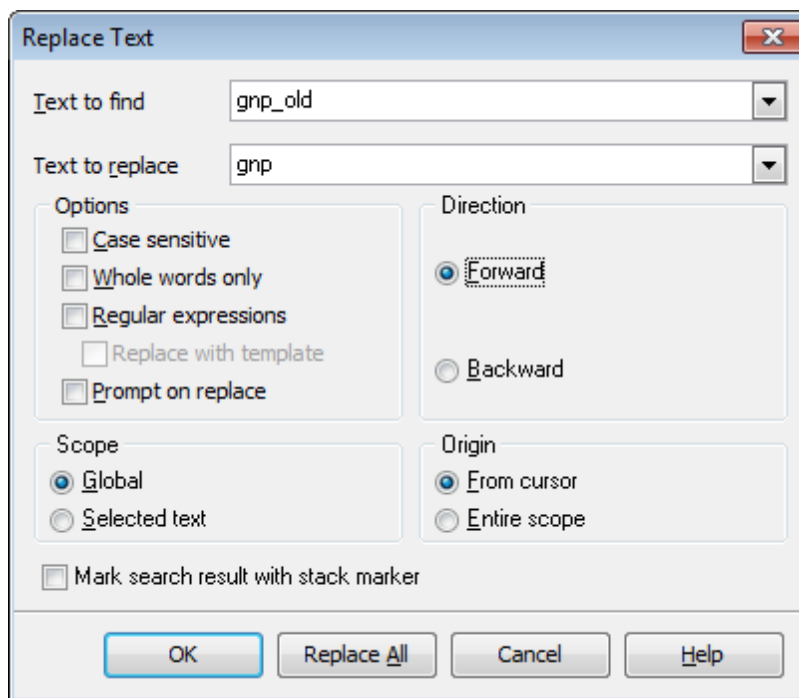 Replace Text
Text to find gnp_old
Text to replace gnp
Options
Case sensitive
Whole words only
Regular expressions
Replace with template
Prompt on replace
Direction
Forward
Backward
Scope
Global
Selected text
Origin
From cursor
Entire scope
Mark search result with stack marker
OK Replace All Cancel Help